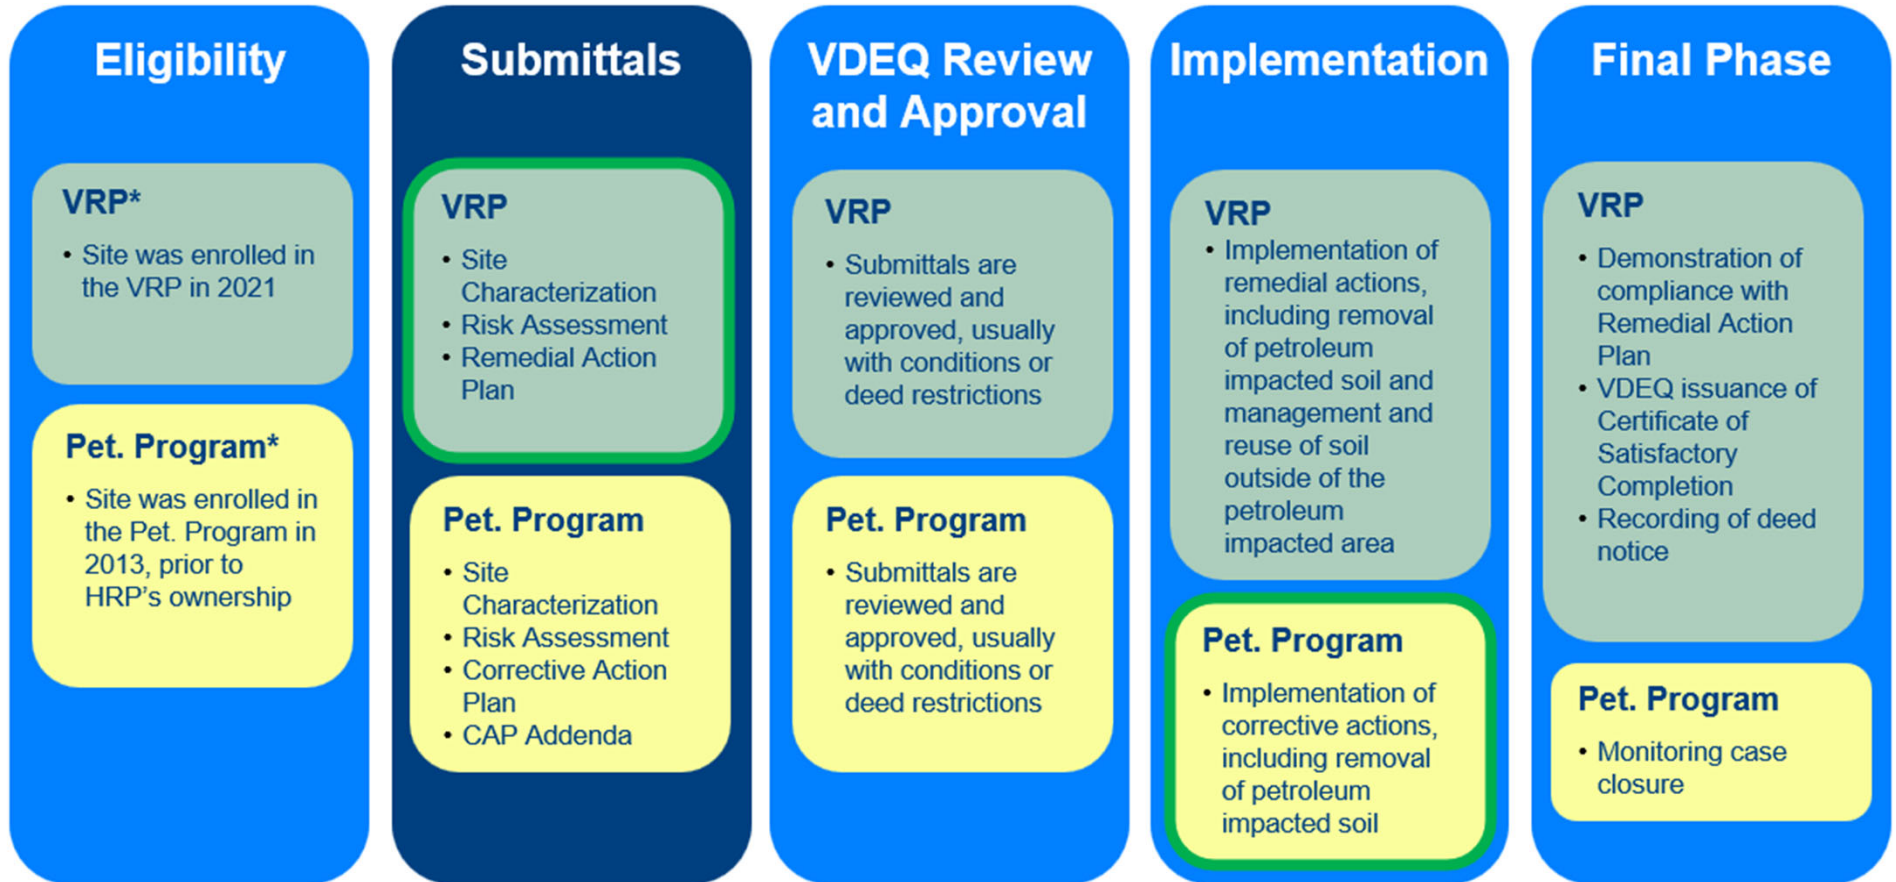 Eligibility
VRP*
• Site was enrolled in
the VRP in 2021
Pet. Program*
• Site was enrolled in
the Pet. Program in
2013, prior to
HRP's ownership
Submittals
VRP
• Site
Characterization
• Risk Assessment
• Remedial Action
Plan
Pet. Program
• Site
Characterization
• Risk Assessment
• Corrective Action
Plan
• CAP Addenda
VDEQ Review
and Approval
VRP
• Submittals are
reviewed and
approved, usually
with conditions or
deed restrictions
Pet. Program
• Submittals are
reviewed and
approved, usually
with conditions or
deed restrictions
Implementation
VRP
• Implementation of
remedial actions,
including removal
of petroleum
impacted soil and
management and
reuse of soil
outside of the
petroleum
impacted area
Pet. Program
• Implementation of
corrective actions,
including removal
of petroleum
impacted soil
Final Phase
VRP
• Demonstration of
compliance with
Remedial Action
Plan
• VDEQ issuance of
Certificate of
Satisfactory
Completion
• Recording of deed
notice
Pet. Program
• Monitoring case
closure